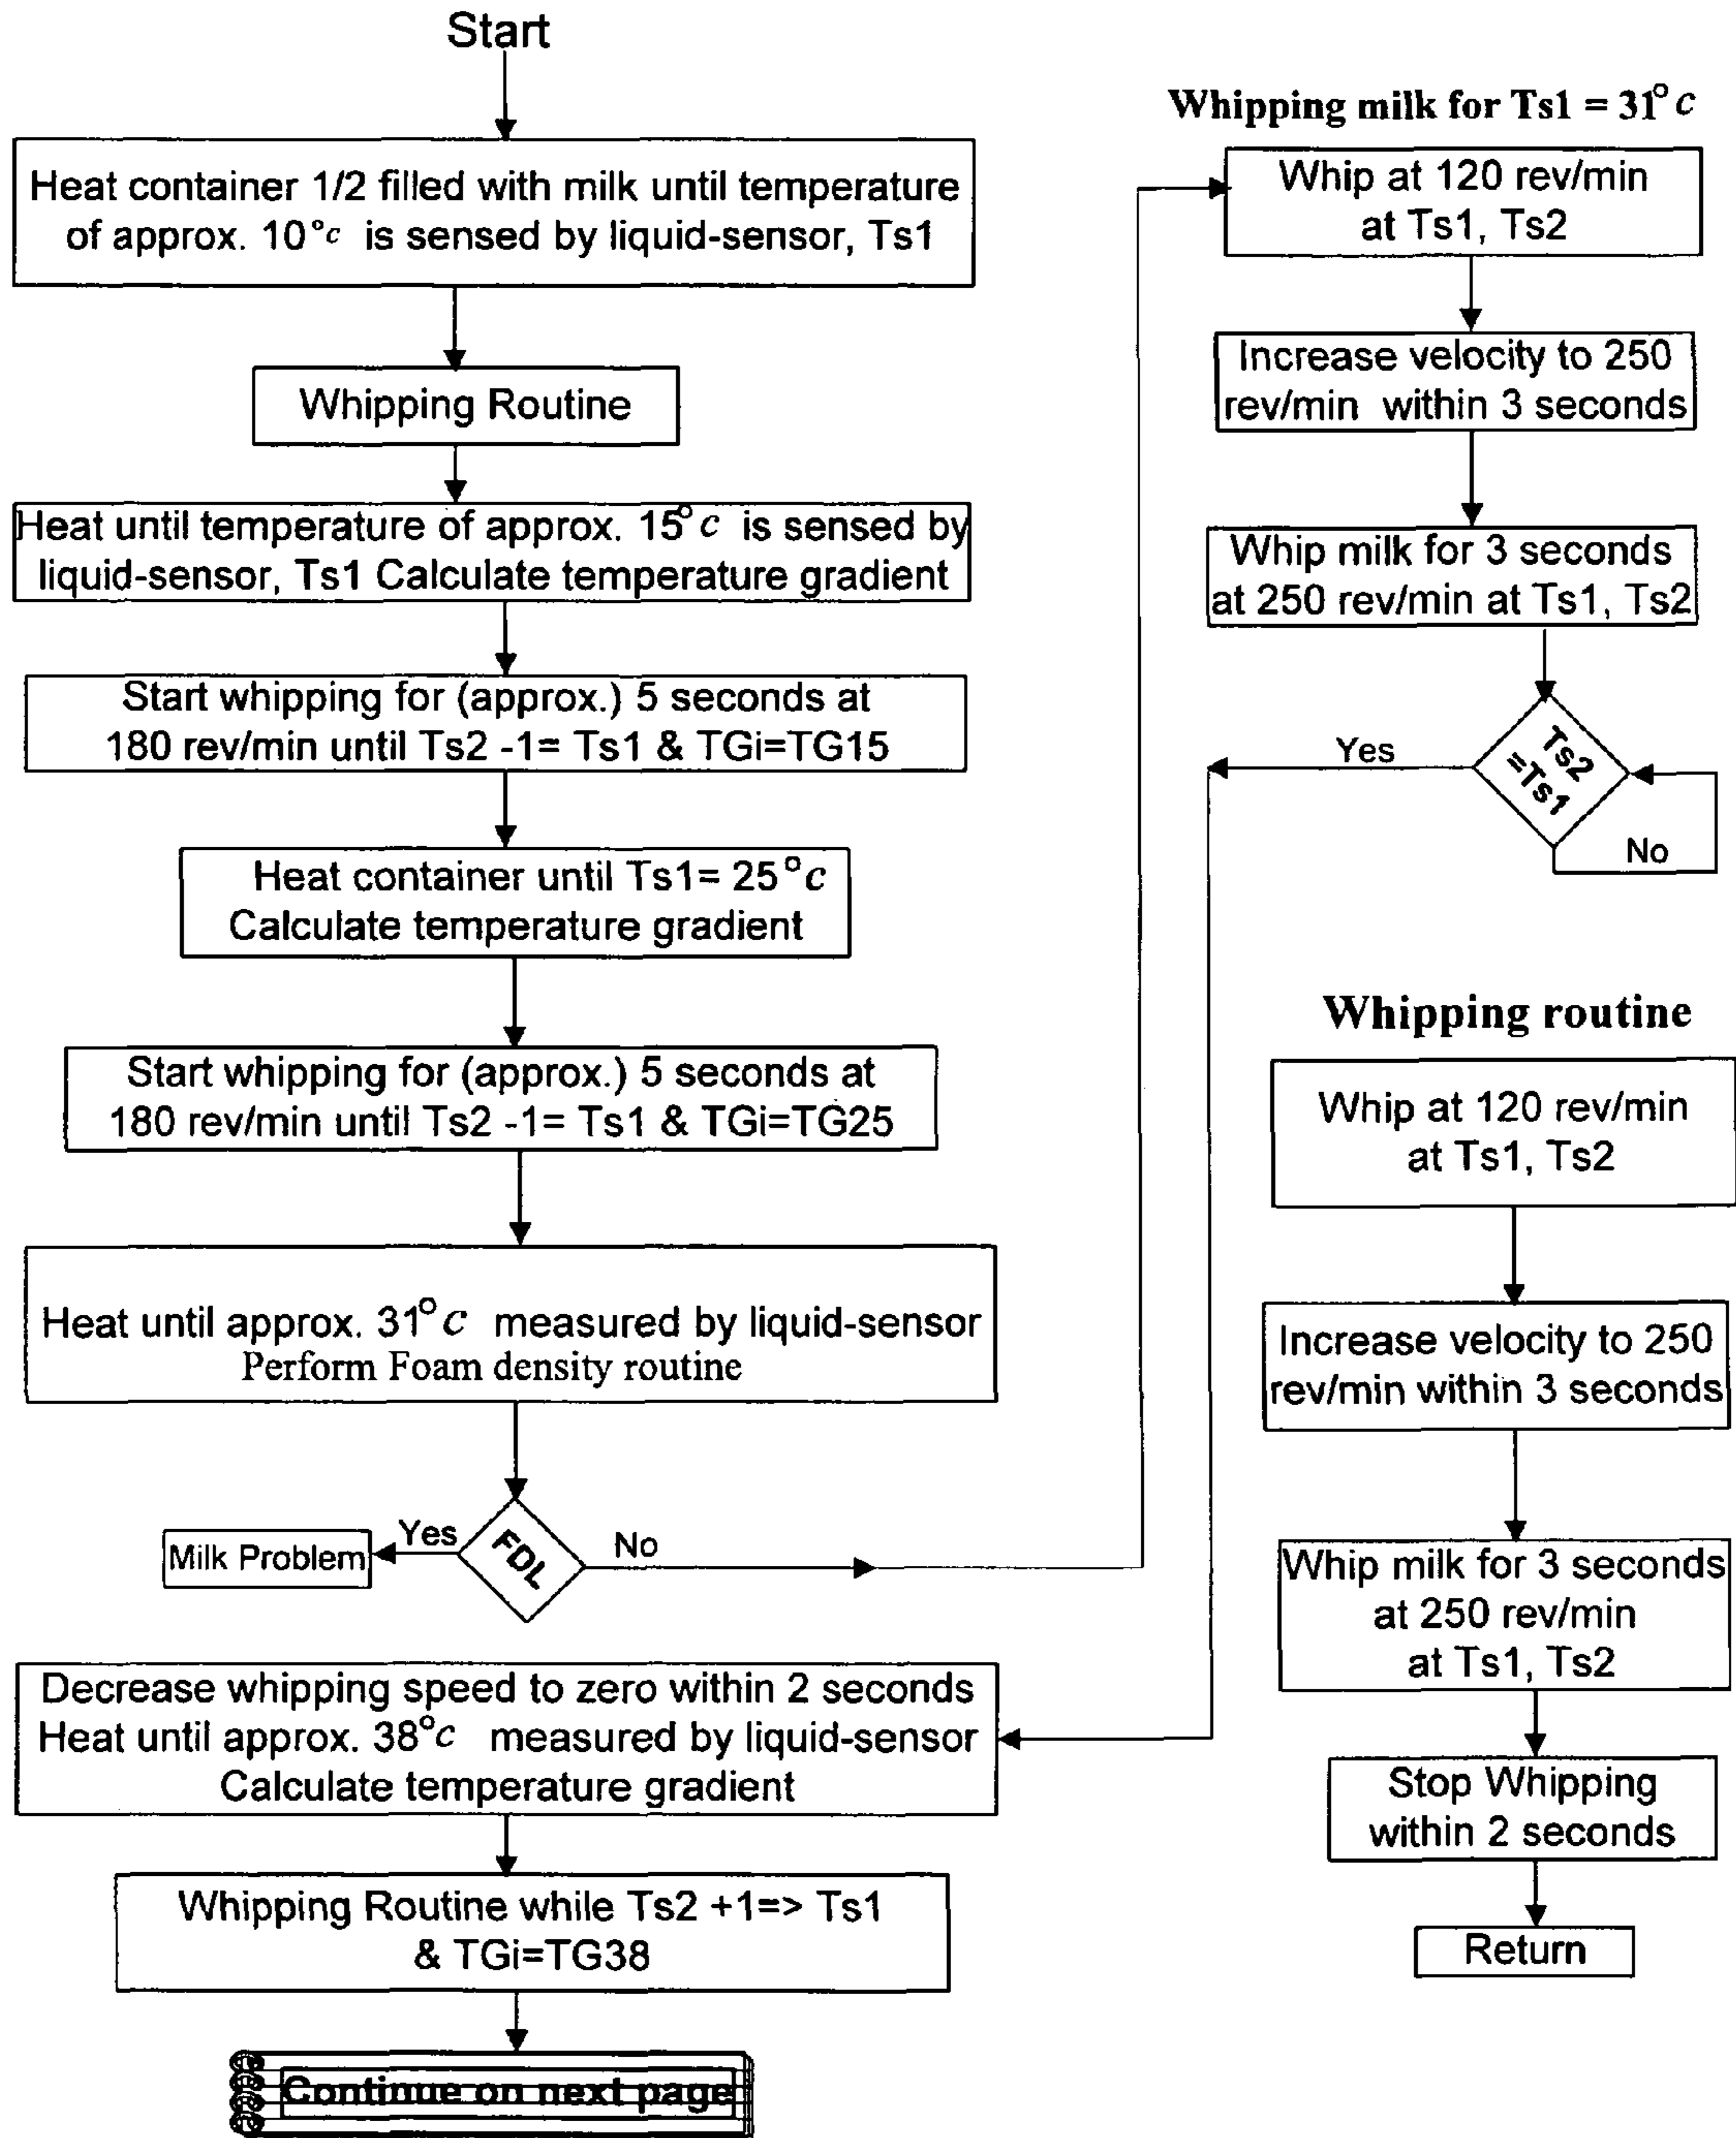 Start
Heat container 1/2 filled with milk until temperature
of approx. 10°c is sensed by liquid-sensor, Ts1
Whipping Routine
Heat until temperature of approx. 15°c is sensed by
liquid-sensor, Ts1 Calculate temperature gradient
Start whipping for (approx.) 5 seconds at
180 rev/min until Ts2 -1= Ts1 & TGi=TG15
Heat container until Ts1= 25°c
Calculate temperature gradient
Start whipping for (approx.) 5 seconds at
180 rev/min until Ts2 -1= Ts1 & TGi=TG25
Heat until approx. 31°c measured by liquid-sensor
Perform Foam density routine
FDL
Yes
Milk Problem
No
Whipping milk for Ts1 = 31°c
Whip at 120 rev/min
at Ts1, Ts2
Increase velocity to 250
rev/min within 3 seconds
Whip milk for 3 seconds
at 250 rev/min at Ts1, Ts2
Ts2
=Ts1
Yes
No
Decrease whipping speed to zero within 2 seconds
Heat until approx. 38°c measured by liquid-sensor
Calculate temperature gradient
Whipping Routine while Ts2 +1=> Ts1
& TGi=TG38
Continue on next page
Whipping routine
Whip at 120 rev/min
at Ts1, Ts2
Increase velocity to 250
rev/min within 3 seconds
Whip milk for 3 seconds
at 250 rev/min
at Ts1, Ts2
Stop Whipping
within 2 seconds
Return